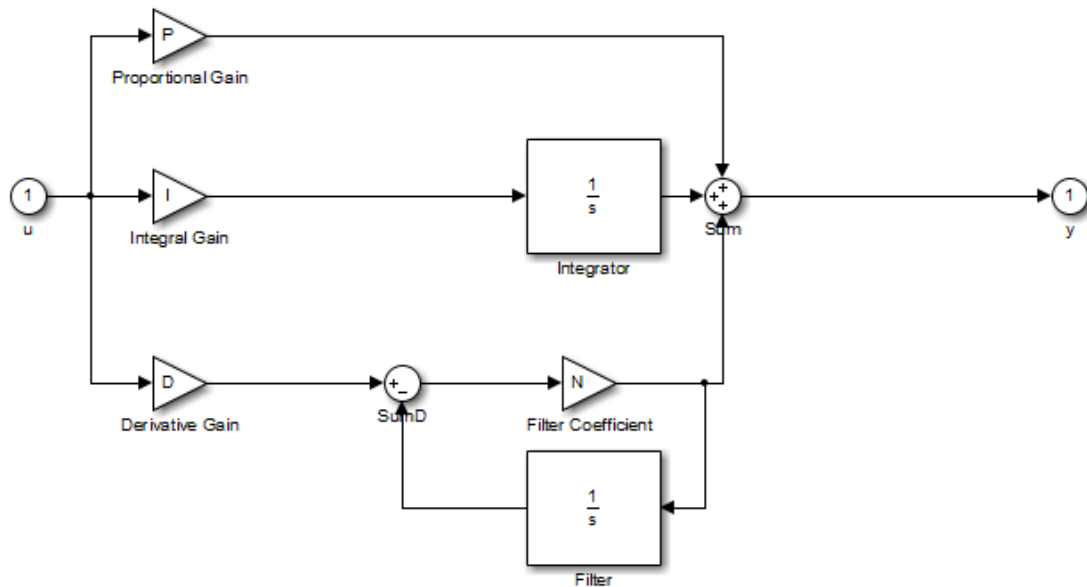 P
Proportional Gain
1
u
I
Integral Gain
1
s
Integrator
+
+
+
Sum
1
y
D
Derivative Gain
+
−
SumD
N
Filter Coefficient
1
s
Filter